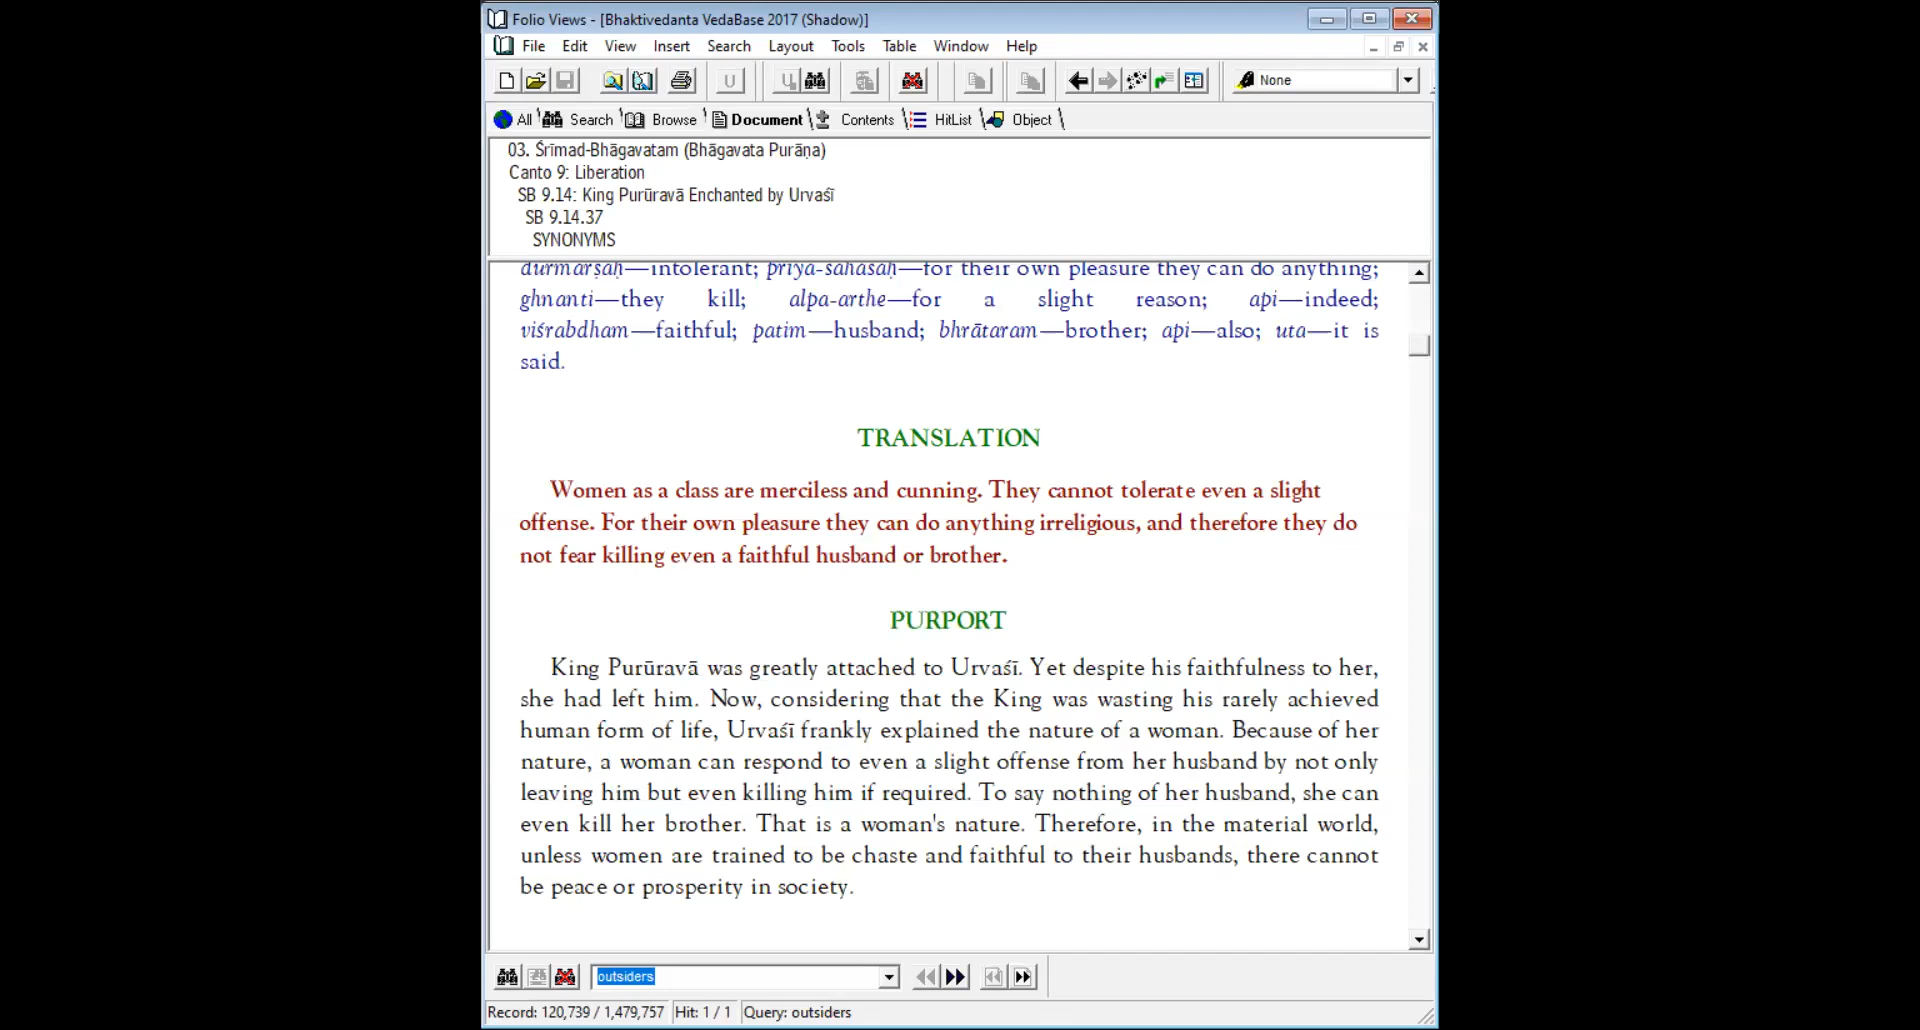 Folio Views - [Bhaktivedanta VedaBase 2017 (Shadow)]
File Edit View Insert Search Layout Tools Table Window Help
None
All Search Browse Document Contents HitList Object
03. Śrīmad-Bhāgavatam (Bhāgavata Purāṇa)
Canto 9: Liberation
SB 9.14: King Purūravā Enchanted by Urvaśī
SB 9.14.37
SYNONYMS
durmarṣāḥ—intolerant; priya-sāhasāḥ—for their own pleasure they can do anything;
ghnanti—they kill; alpa-arthe—for a slight reason; api—indeed;
viśrabdham—faithful; patim—husband; bhrātaram—brother; api—also; uta—it is
said.
TRANSLATION
Women as a class are merciless and cunning. They cannot tolerate even a slight
offense. For their own pleasure they can do anything irreligious, and therefore they do
not fear killing even a faithful husband or brother.
PURPORT
King Purūravā was greatly attached to Urvaśī. Yet despite his faithfulness to her,
she had left him. Now, considering that the King was wasting his rarely achieved
human form of life, Urvaśī frankly explained the nature of a woman. Because of her
nature, a woman can respond to even a slight offense from her husband by not only
leaving him but even killing him if required. To say nothing of her husband, she can
even kill her brother. That is a woman's nature. Therefore, in the material world,
unless women are trained to be chaste and faithful to their husbands, there cannot
be peace or prosperity in society.
outsiders
Record: 120,739 / 1,479,757 Hit: 1 / 1 Query: outsiders